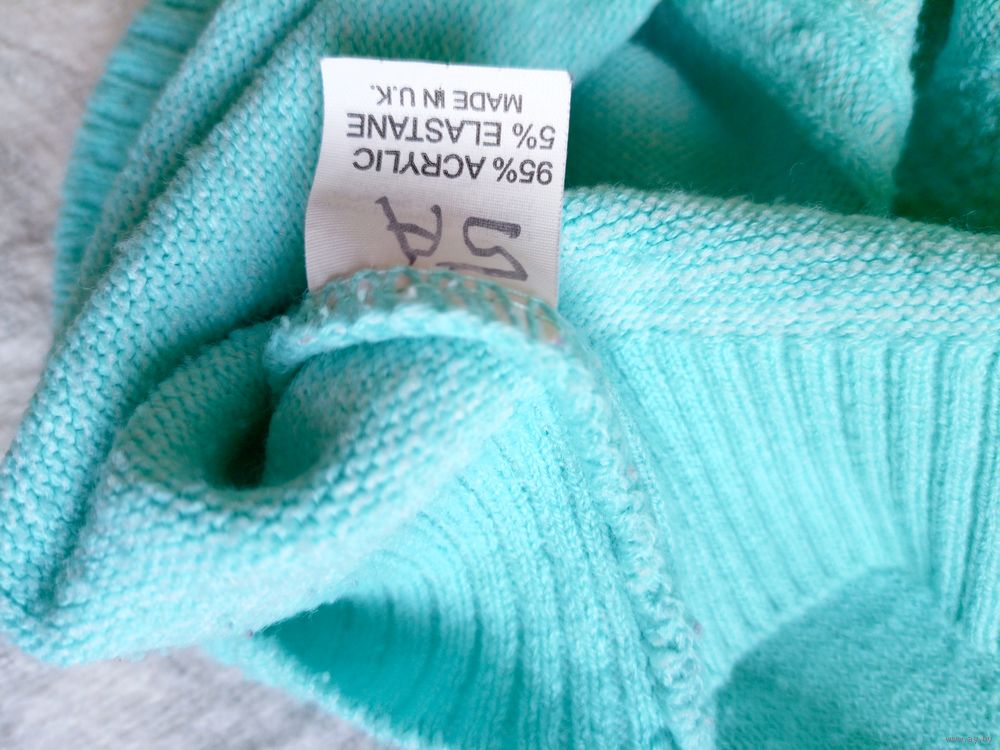 95% ACRYLIC
5% ELASTANE
MADE IN U.K.